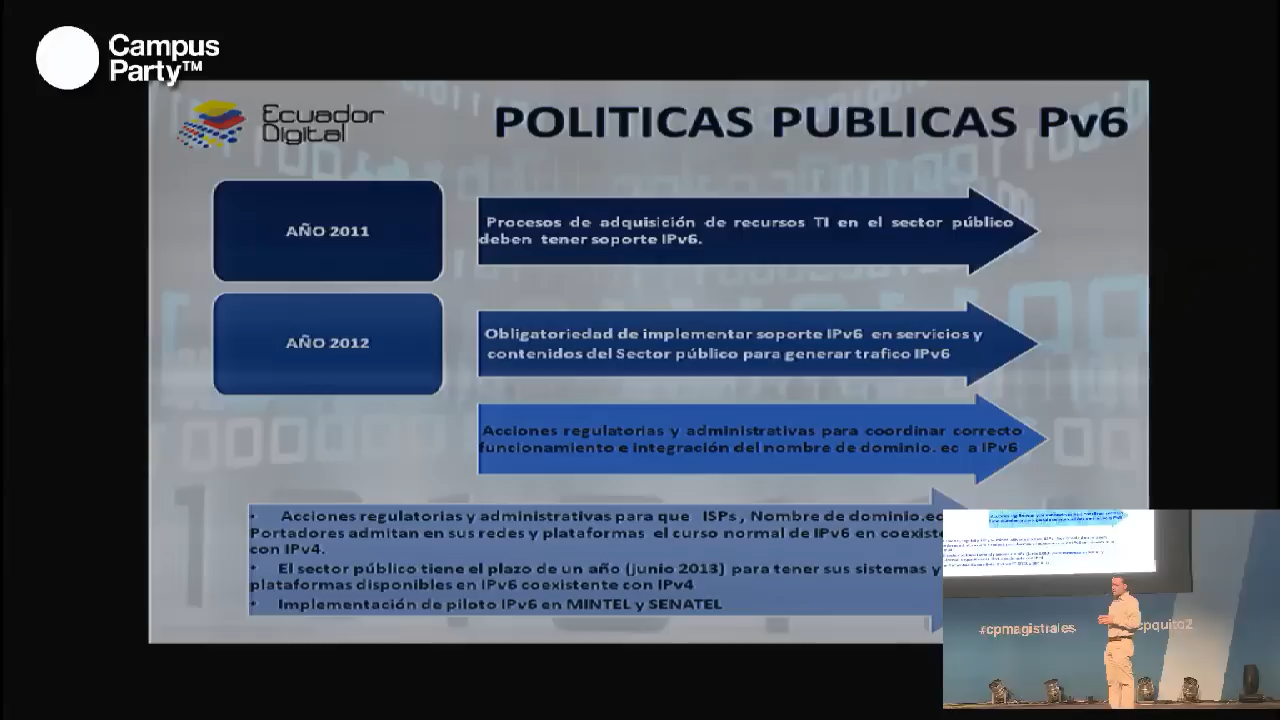 Campus
Party™
Ecuador
Digital
POLITICAS PUBLICAS Pv6
AÑO 2011
Procesos de adquisición de recursos TI en el sector público
deben tener soporte IPv6.
AÑO 2012
Obligatoriedad de implementar soporte IPv6 en servicios y
contenidos del Sector público para generar trafico IPv6
Acciones regulatorias y administrativas para coordinar correcto
funcionamiento e integración del nombre de dominio. ec a IPv6
• Acciones regulatorias y administrativas para que ISPs, Nombre de dominio.ec
Portadores admitan en sus redes y plataformas el curso normal de IPv6 en coexist
con IPv4.
• El S. Público tiene el plazo de un año (Junio 2013) para tener sus sistemas y
plataformas disponibles en IPv6 coexistente con IPv4
• Implementación de piloto IPv6 en MINTEL y SENATEL
#cpmagistrales
cpquito2